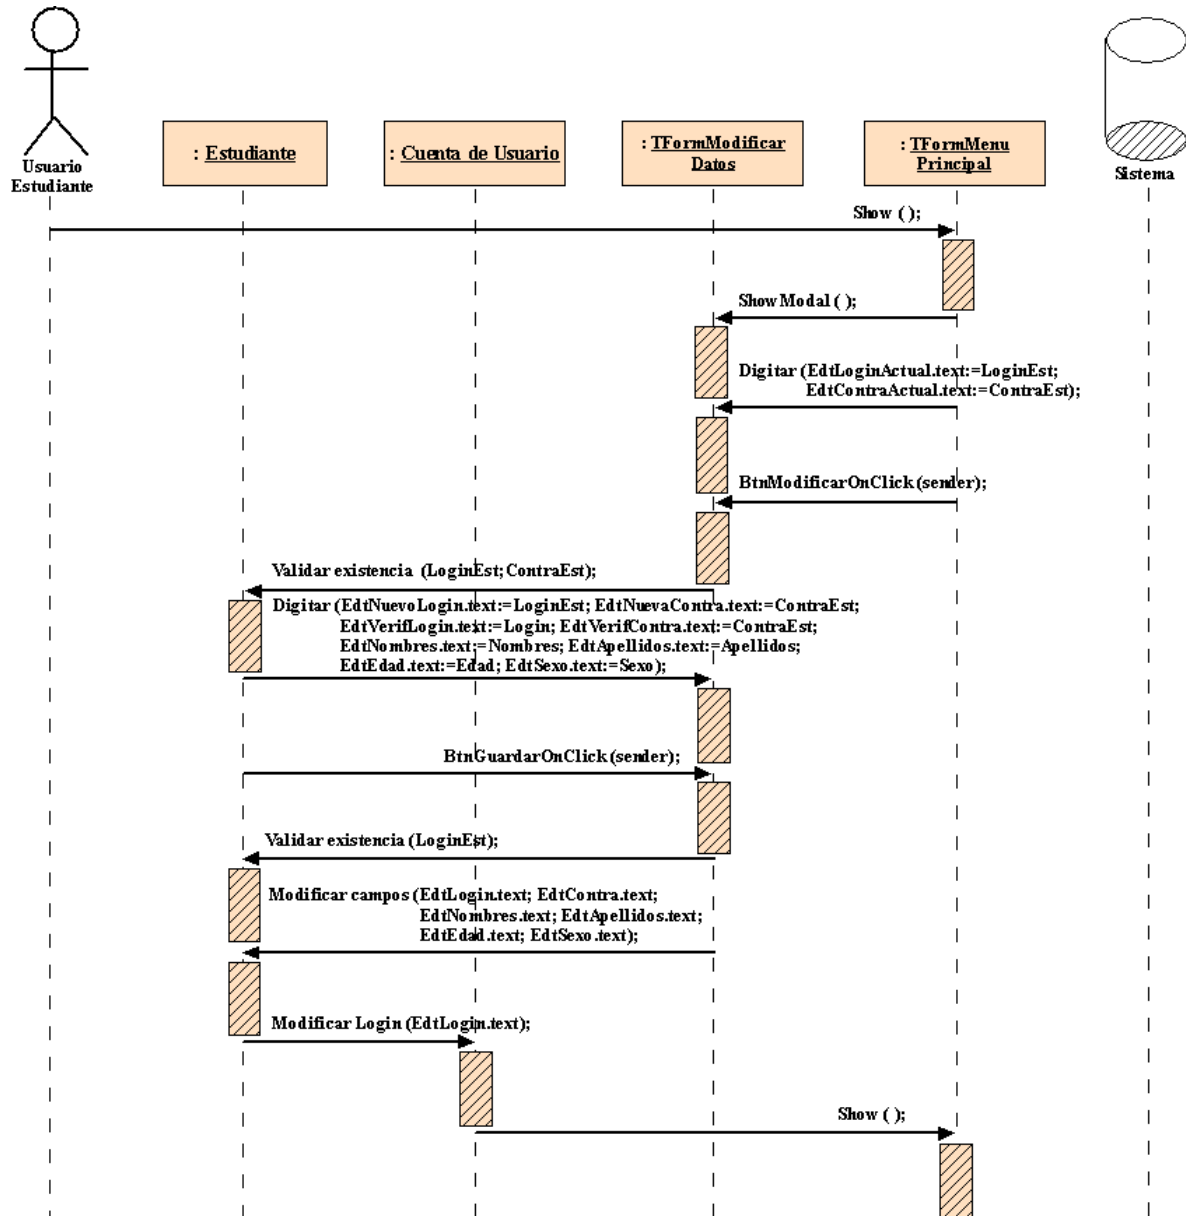 Usuario
Estudiante
: Estudiante
: Cuenta de Usuario
: TFormModificar
Datos
: TFormMenu
Principal
Sistema
Show ( );
ShowModal ( );
Digitar (EdtLoginActual.text:=LoginEst;
EdtContraActual.text:=ContraEst);
BtnModificarOnClick (sender);
Validar existencia (LoginEst; ContraEst);
Digitar (EdtNuevoLogin.text:=LoginEst; EdtNuevaContra.text:=ContraEst;
EdtVerifLogin.text:=Login; EdtVerifContra.text:=ContraEst;
EdtNombres.text:=Nombres; EdtApellidos.text:=Apellidos;
EdtEdad.text:=Edad; EdtSexo.text:=Sexo);
BtnGuardarOnClick (sender);
Validar existencia (LoginEst);
Modificar campos (EdtLogin.text; EdtContra.text;
EdtNombres.text; EdtApellidos.text;
EdtEdad.text; EdtSexo.text);
Modificar Login (EdtLogin.text);
Show ( );